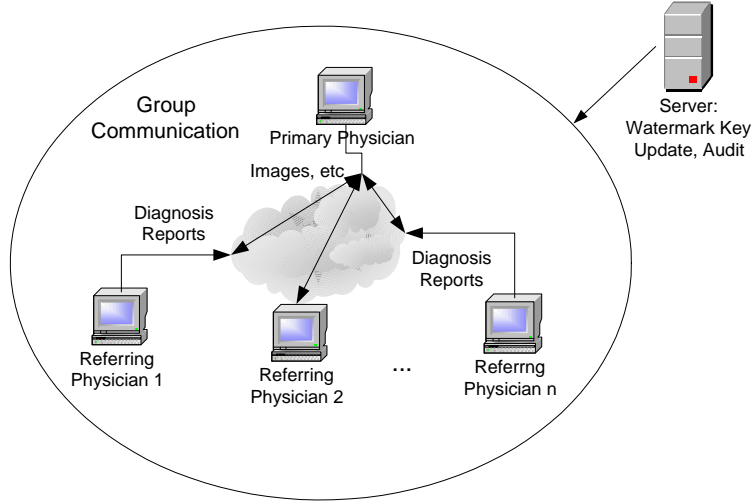 Group
Communication
Primary Physician
Server:
Watermark Key
Update, Audit
Images, etc
Diagnosis
Reports
Diagnosis
Reports
Referring
Physician 1
Referring
Physician 2
...
Referrng
Physician n